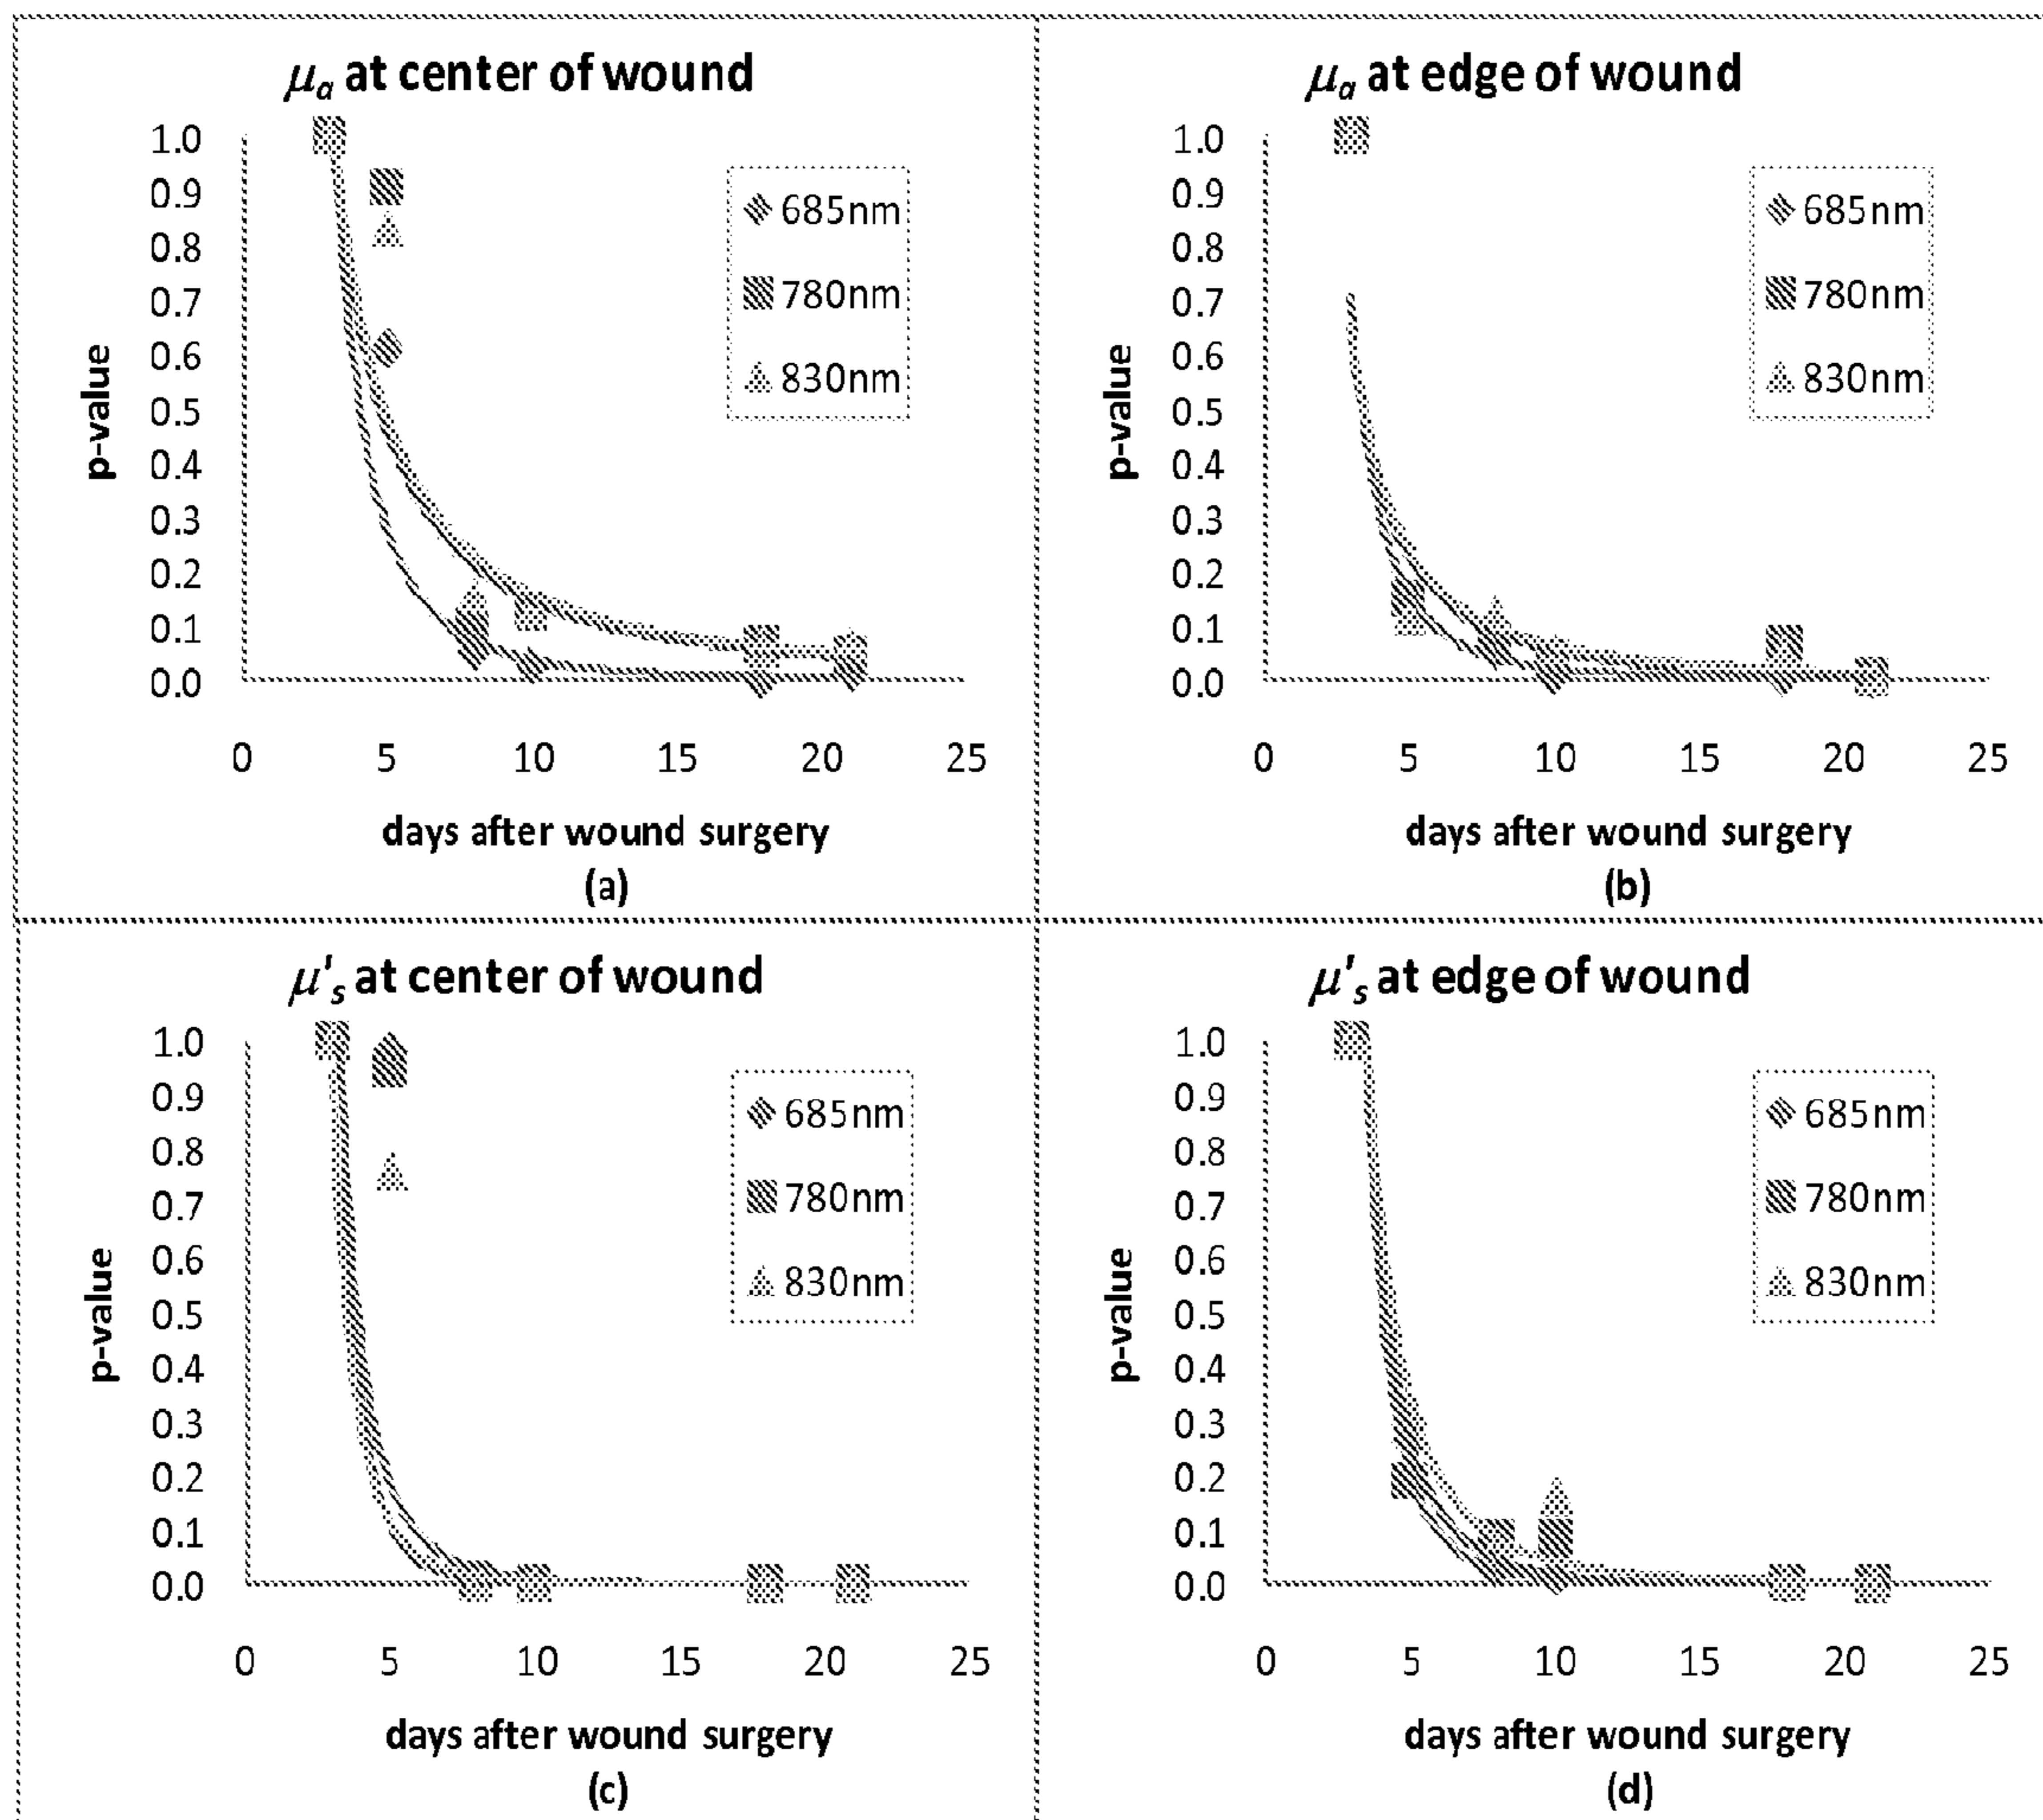 μa at center of wound
1.0
0.9
0.8
0.7
0.6
0.5
0.4
0.3
0.2
0.1
0.0
p-value
685nm
780nm
830nm
0 5 10 15 20 25
days after wound surgery
(a)
μa at edge of wound
1.0
0.9
0.8
0.7
0.6
0.5
0.4
0.3
0.2
0.1
0.0
p-value
685nm
780nm
830nm
0 5 10 15 20 25
days after wound surgery
(b)
μ's at center of wound
1.0
0.9
0.8
0.7
0.6
0.5
0.4
0.3
0.2
0.1
0.0
p-value
685nm
780nm
830nm
0 5 10 15 20 25
days after wound surgery
(c)
μ's at edge of wound
1.0
0.9
0.8
0.7
0.6
0.5
0.4
0.3
0.2
0.1
0.0
p-value
685nm
780nm
830nm
0 5 10 15 20 25
days after wound surgery
(d)